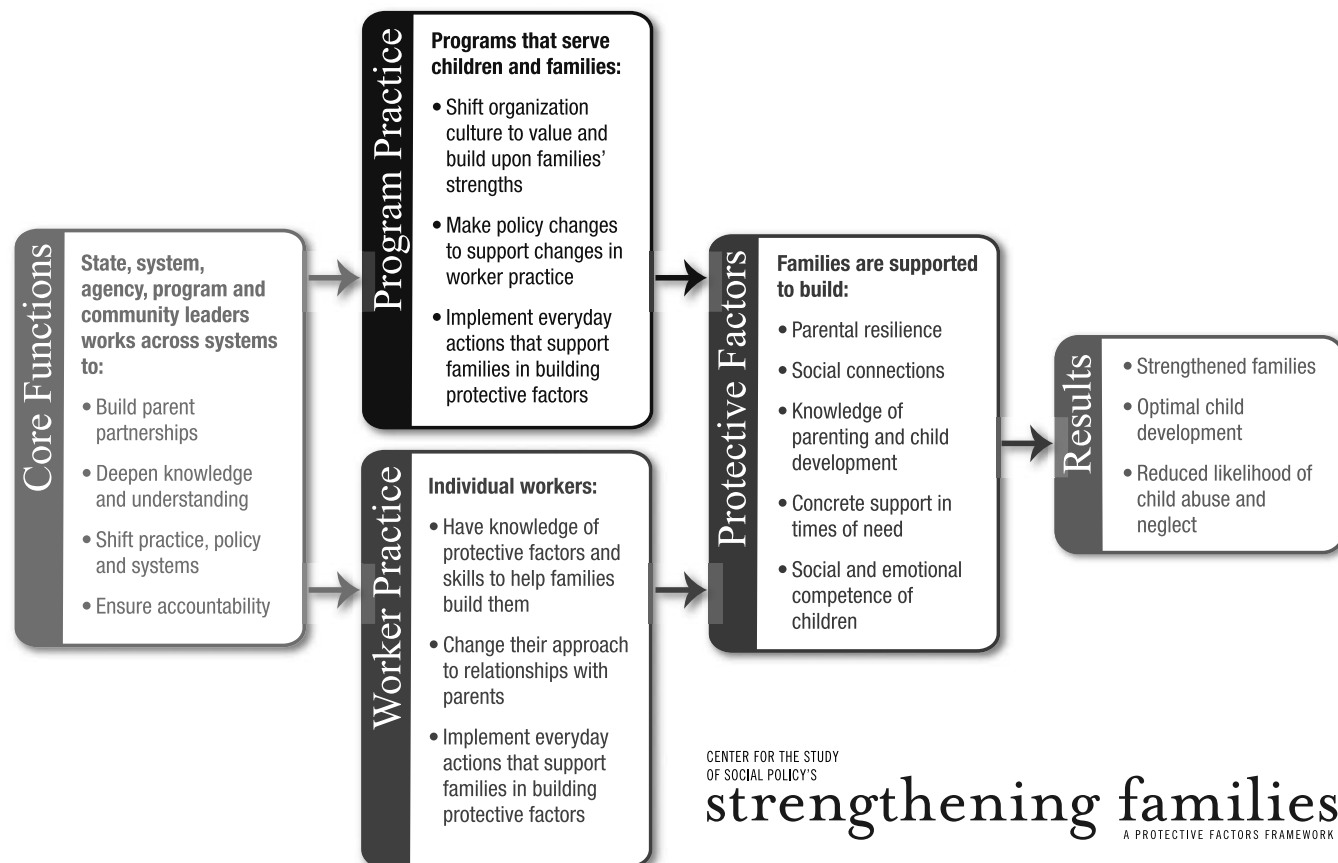 Core Functions
State, system,
agency, program and
community leaders
works across systems
to:
• Build parent
partnerships
• Deepen knowledge
and understanding
• Shift practice, policy
and systems
• Ensure accountability
Program Practice
Programs that serve
children and families:
• Shift organization
culture to value and
build upon families’
strengths
• Make policy changes
to support changes in
worker practice
• Implement everyday
actions that support
families in building
protective factors
Worker Practice
Individual workers:
• Have knowledge of
protective factors and
skills to help families
build them
• Change their approach
to relationships with
parents
• Implement everyday
actions that support
families in building
protective factors
Protective Factors
Families are supported
to build:
• Parental resilience
• Social connections
• Knowledge of
parenting and child
development
• Concrete support in
times of need
• Social and emotional
competence of
children
Results
• Strengthened families
• Optimal child
development
• Reduced likelihood of
child abuse and
neglect
CENTER FOR THE STUDY
OF SOCIAL POLICY’S
strengthening families
A PROTECTIVE FACTORS FRAMEWORK